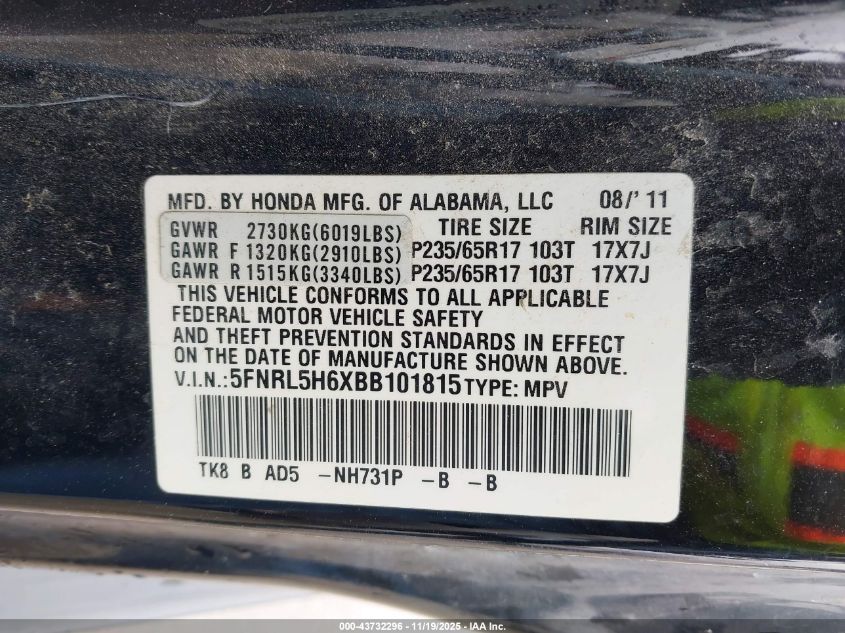 MFD. BY HONDA MFG. OF ALABAMA, LLC 08/' 11
GVWR 2730KG(6019LBS) TIRE SIZE RIM SIZE
GAWR F 1320KG(2910LBS) P235/65R17 103T 17X7J
GAWR R 1515KG(3340LBS) P235/65R17 103T 17X7J
THIS VEHICLE CONFORMS TO ALL APPLICABLE
FEDERAL MOTOR VEHICLE SAFETY
AND THEFT PREVENTION STANDARDS IN EFFECT
ON THE DATE OF MANUFACTURE SHOWN ABOVE.
V.I.N.: 5FNRL5H6XBB101815 TYPE: MPV
TK8 B AD5 -NH731P -B -B
000-43732296 - 11/19/2025 - IAA Inc.